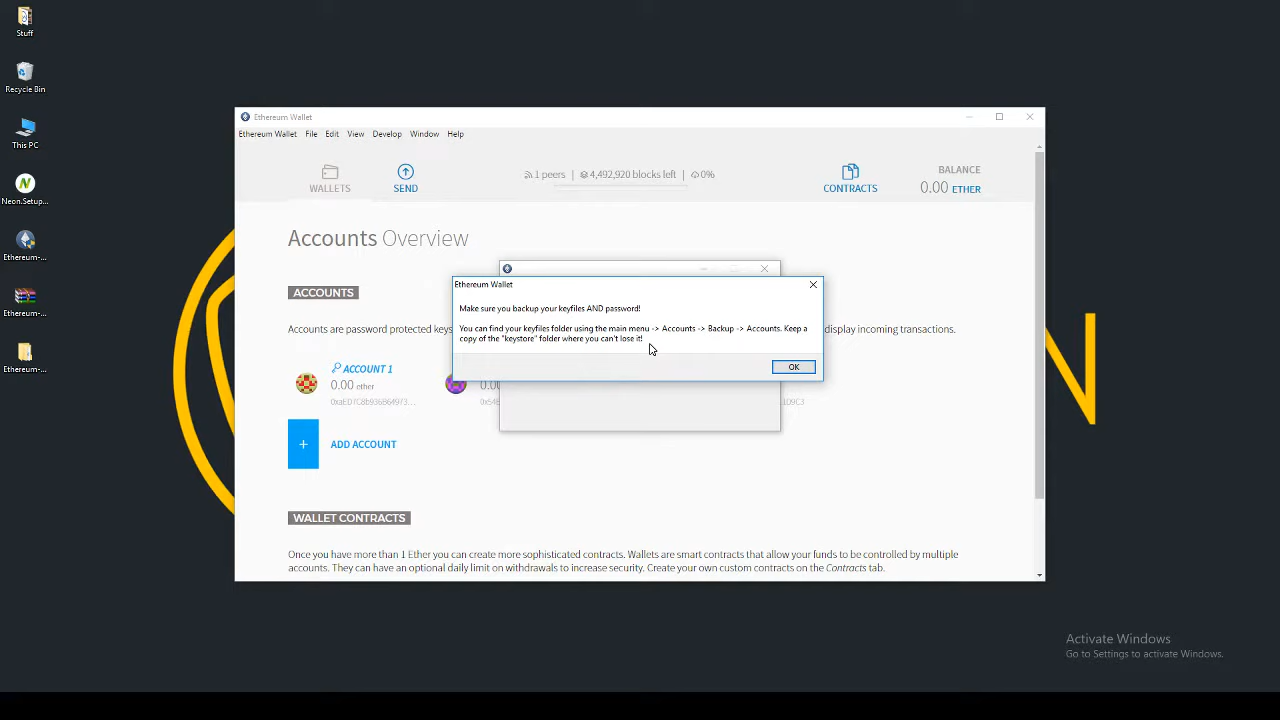 Stuff
Recycle Bin
This PC
Neon.Setup...
Ethereum-...
Ethereum-...
Ethereum-...
Ethereum Wallet
Ethereum Wallet File Edit View Develop Window Help
WALLETS
SEND
1 peers | 4,492,920 blocks left | 0%
CONTRACTS
BALANCE
0.00 ETHER
Accounts Overview
ACCOUNTS
Accounts are password protected keys
display incoming transactions.
Ethereum Wallet
Make sure you backup your keyfiles AND password!
You can find your keyfiles folder using the main menu -> Accounts -> Backup -> Accounts. Keep a
copy of the "keystore" folder where you can't lose it!
OK
ACCOUNT 1
0.00 ether
+ ADD ACCOUNT
WALLET CONTRACTS
Once you have more than 1 Ether you can create more sophisticated contracts. Wallets are smart contracts that allow your funds to be controlled by multiple
accounts. They can have an optional daily limit on withdrawals to increase security. Create your own custom contracts on the Contracts tab.
Activate Windows
Go to Settings to activate Windows.